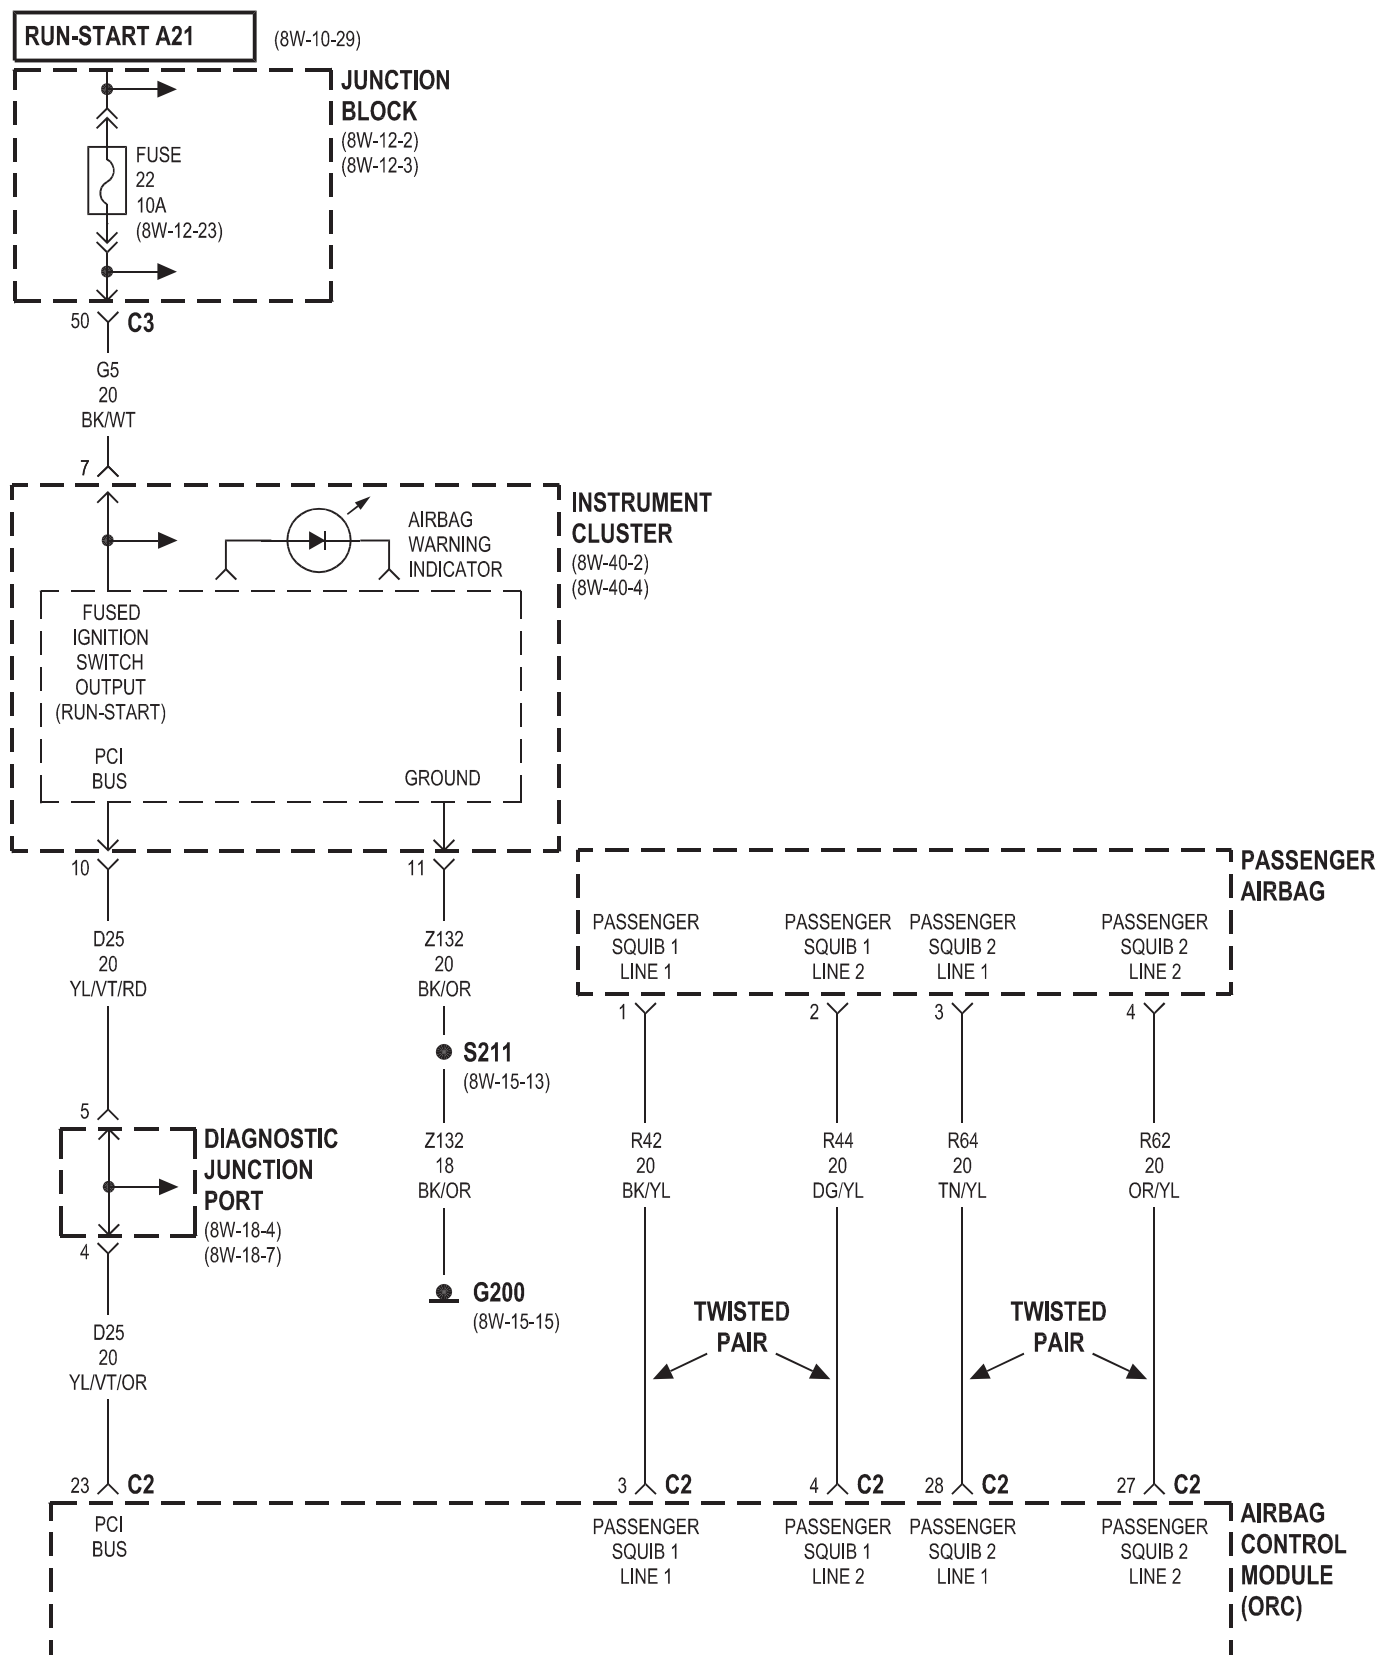 RUN-START A21
(8W-10-29)
JUNCTION
BLOCK
(8W-12-2)
(8W-12-3)
FUSE
22
10A
(8W-12-23)
50
C3
G5
20
BK/WT
7
INSTRUMENT
CLUSTER
(8W-40-2)
(8W-40-4)
AIRBAG
WARNING
INDICATOR
FUSED
IGNITION
SWITCH
OUTPUT
(RUN-START)
PCI
BUS
GROUND
10
11
D25
20
YL/VT/RD
Z132
20
BK/OR
S211
(8W-15-13)
5
DIAGNOSTIC
JUNCTION
PORT
(8W-18-4)
(8W-18-7)
4
Z132
18
BK/OR
G200
(8W-15-15)
D25
20
YL/VT/OR
23
C2
PASSENGER
AIRBAG
PASSENGER
SQUIB 1
LINE 1
PASSENGER
SQUIB 1
LINE 2
PASSENGER
SQUIB 2
LINE 1
PASSENGER
SQUIB 2
LINE 2
1
2
3
4
R42
20
BK/YL
R44
20
DG/YL
R64
20
TN/YL
R62
20
OR/YL
TWISTED
PAIR
TWISTED
PAIR
3
C2
4
C2
28
C2
27
C2
PCI
BUS
PASSENGER
SQUIB 1
LINE 1
PASSENGER
SQUIB 1
LINE 2
PASSENGER
SQUIB 2
LINE 1
PASSENGER
SQUIB 2
LINE 2
AIRBAG
CONTROL
MODULE
(ORC)